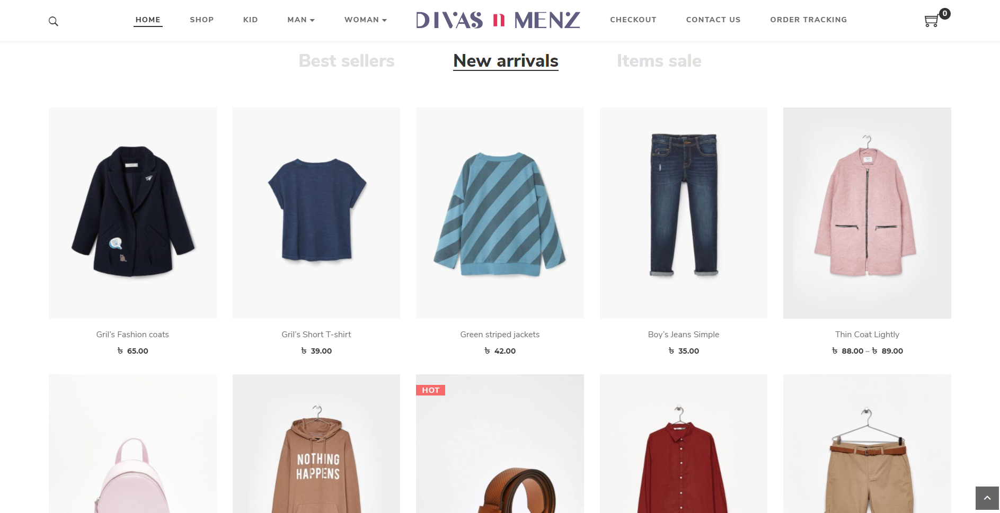 HOME SHOP KID MAN WOMAN DIVAS n MENZ CHECKOUT CONTACT US ORDER TRACKING 0
Best sellers New arrivals Items sale
Gril’s Fashion coats
৳ 65.00
Gril’s Short T-shirt
৳ 39.00
Green striped jackets
৳ 42.00
Boy’s Jeans Simple
৳ 35.00
Thin Coat Lightly
৳ 88.00 – ৳ 89.00
NOTHING
HAPPENS
HOT